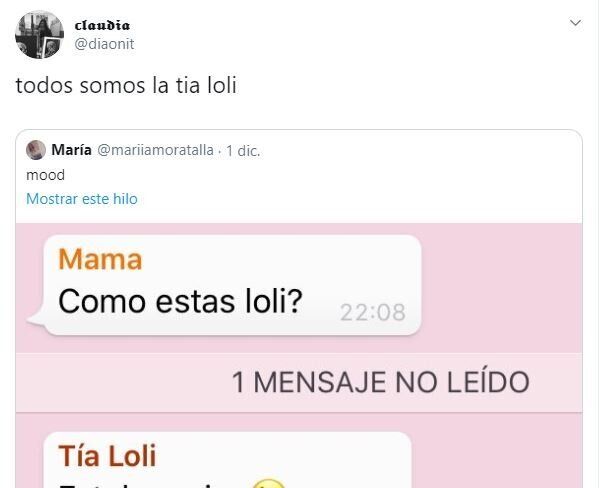 claudia
@diaonit
todos somos la tia loli
María @mariiamoratalla · 1 dic.
mood
Mostrar este hilo
Mama
Como estas loli?
22:08
1 MENSAJE NO LEÍDO
Tía Loli